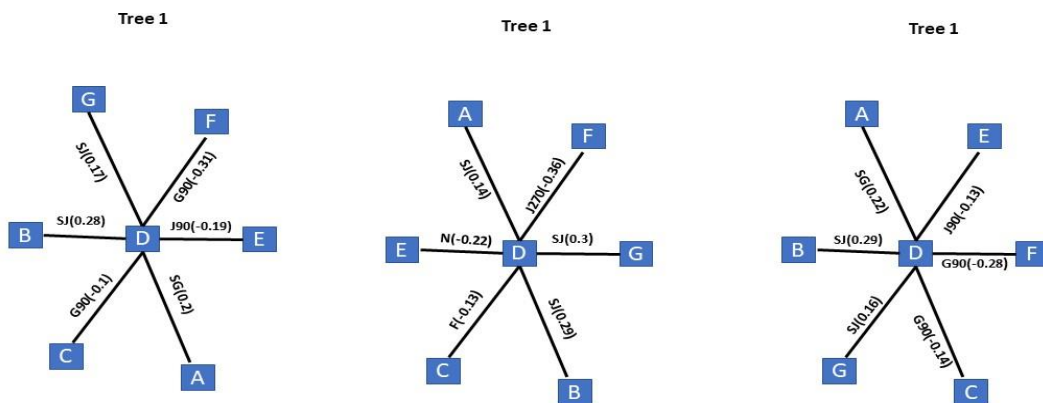 Tree 1
G
F
SJ(0.17)
G90(-0.31)
B
SJ(0.28)
D
J90(-0.19)
E
G90(-0.1)
SG(0.2)
C
A
Tree 1
A
F
SJ(0.14)
J270(-0.36)
E
N(-0.22)
D
SJ(0.3)
G
F(-0.13)
SJ(0.29)
C
B
Tree 1
A
E
SG(0.22)
J90(-0.13)
B
SJ(0.29)
D
G90(-0.28)
F
SJ(0.16)
G90(-0.14)
G
C